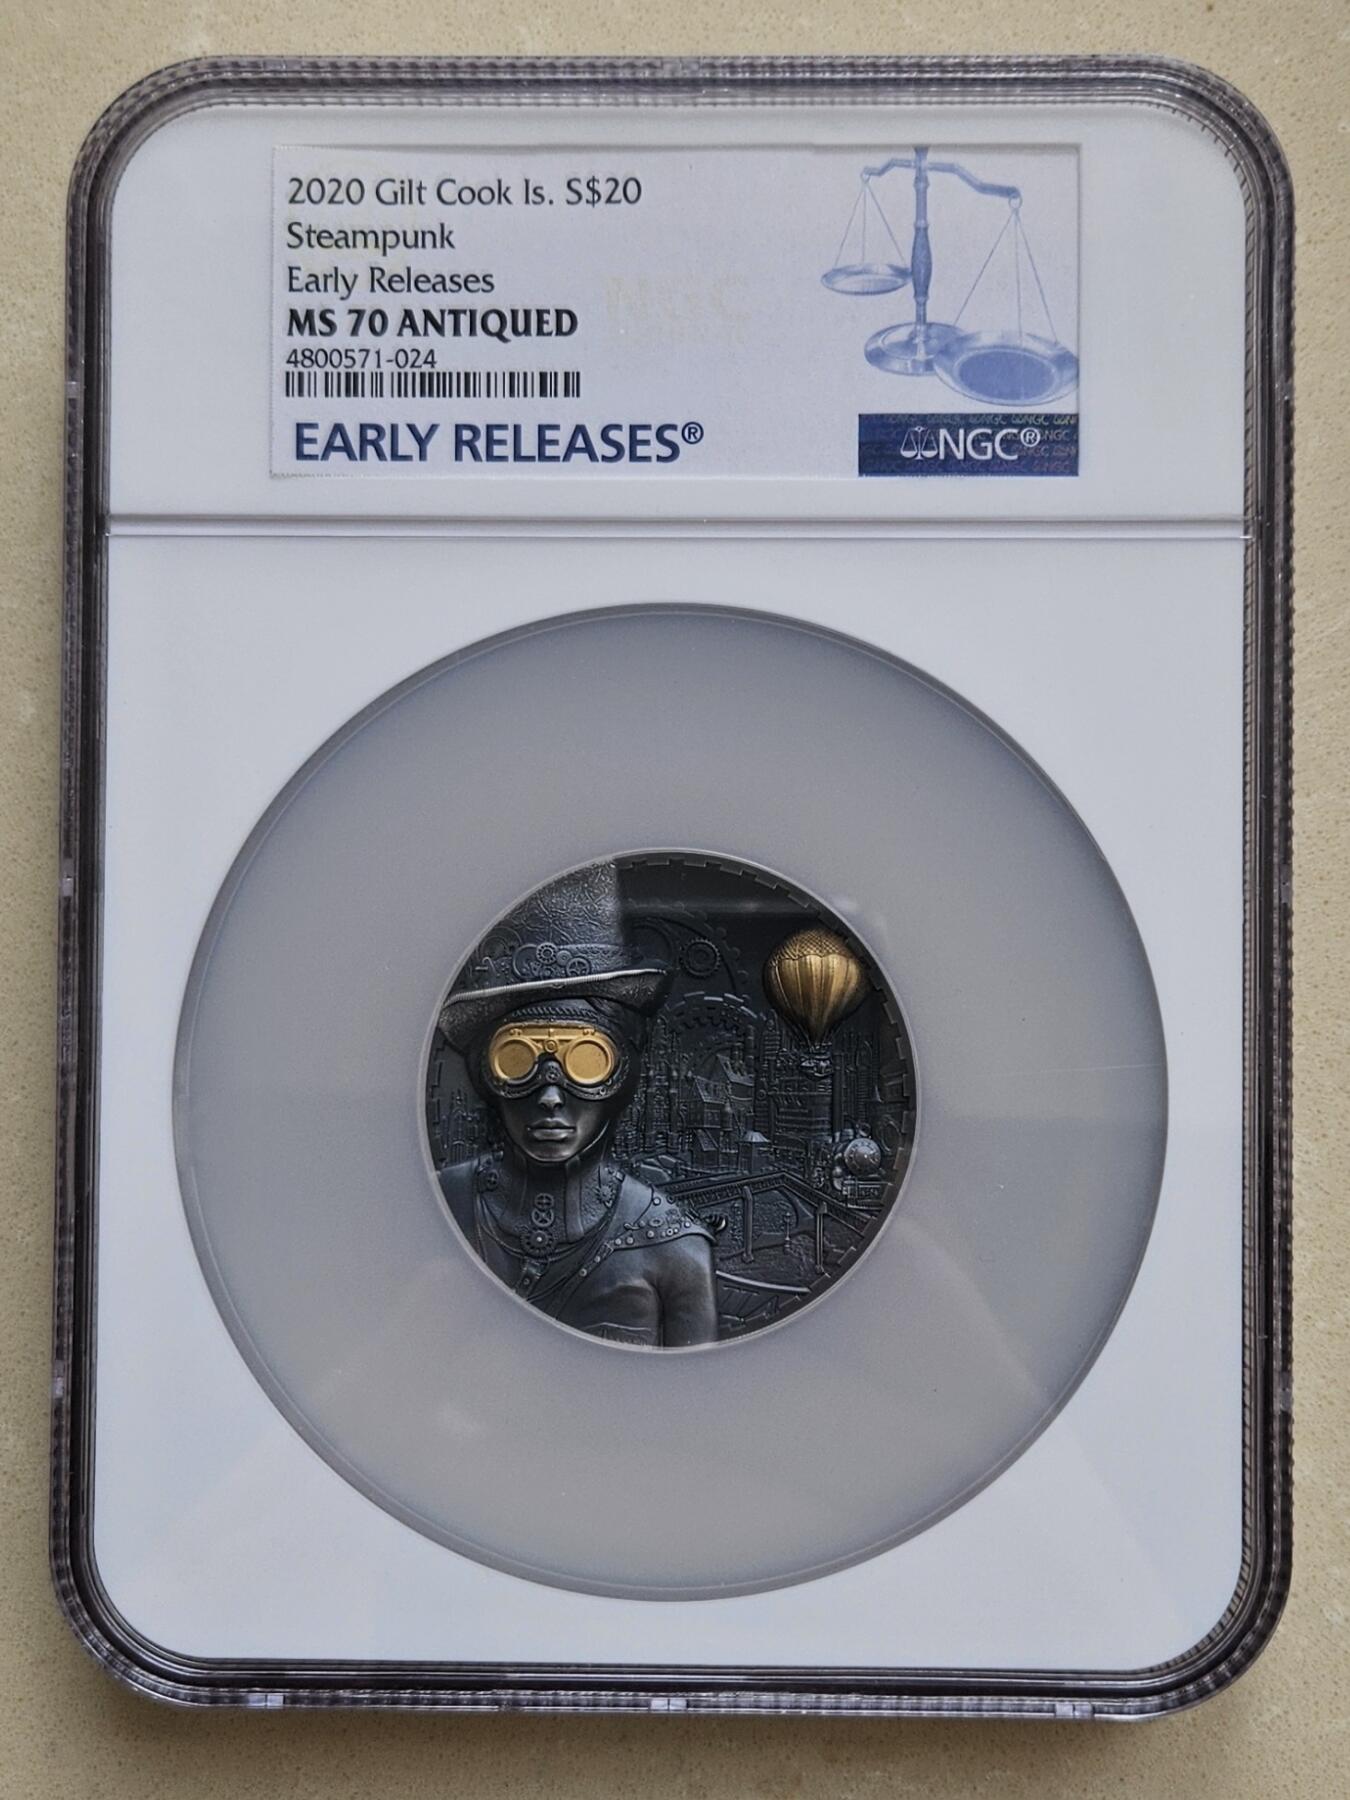 2020 Gilt Cook Is. S$20
Steampunk
Early Releases
MS 70 ANTIQUED
4800571-024
EARLY RELEASES®
NGC®